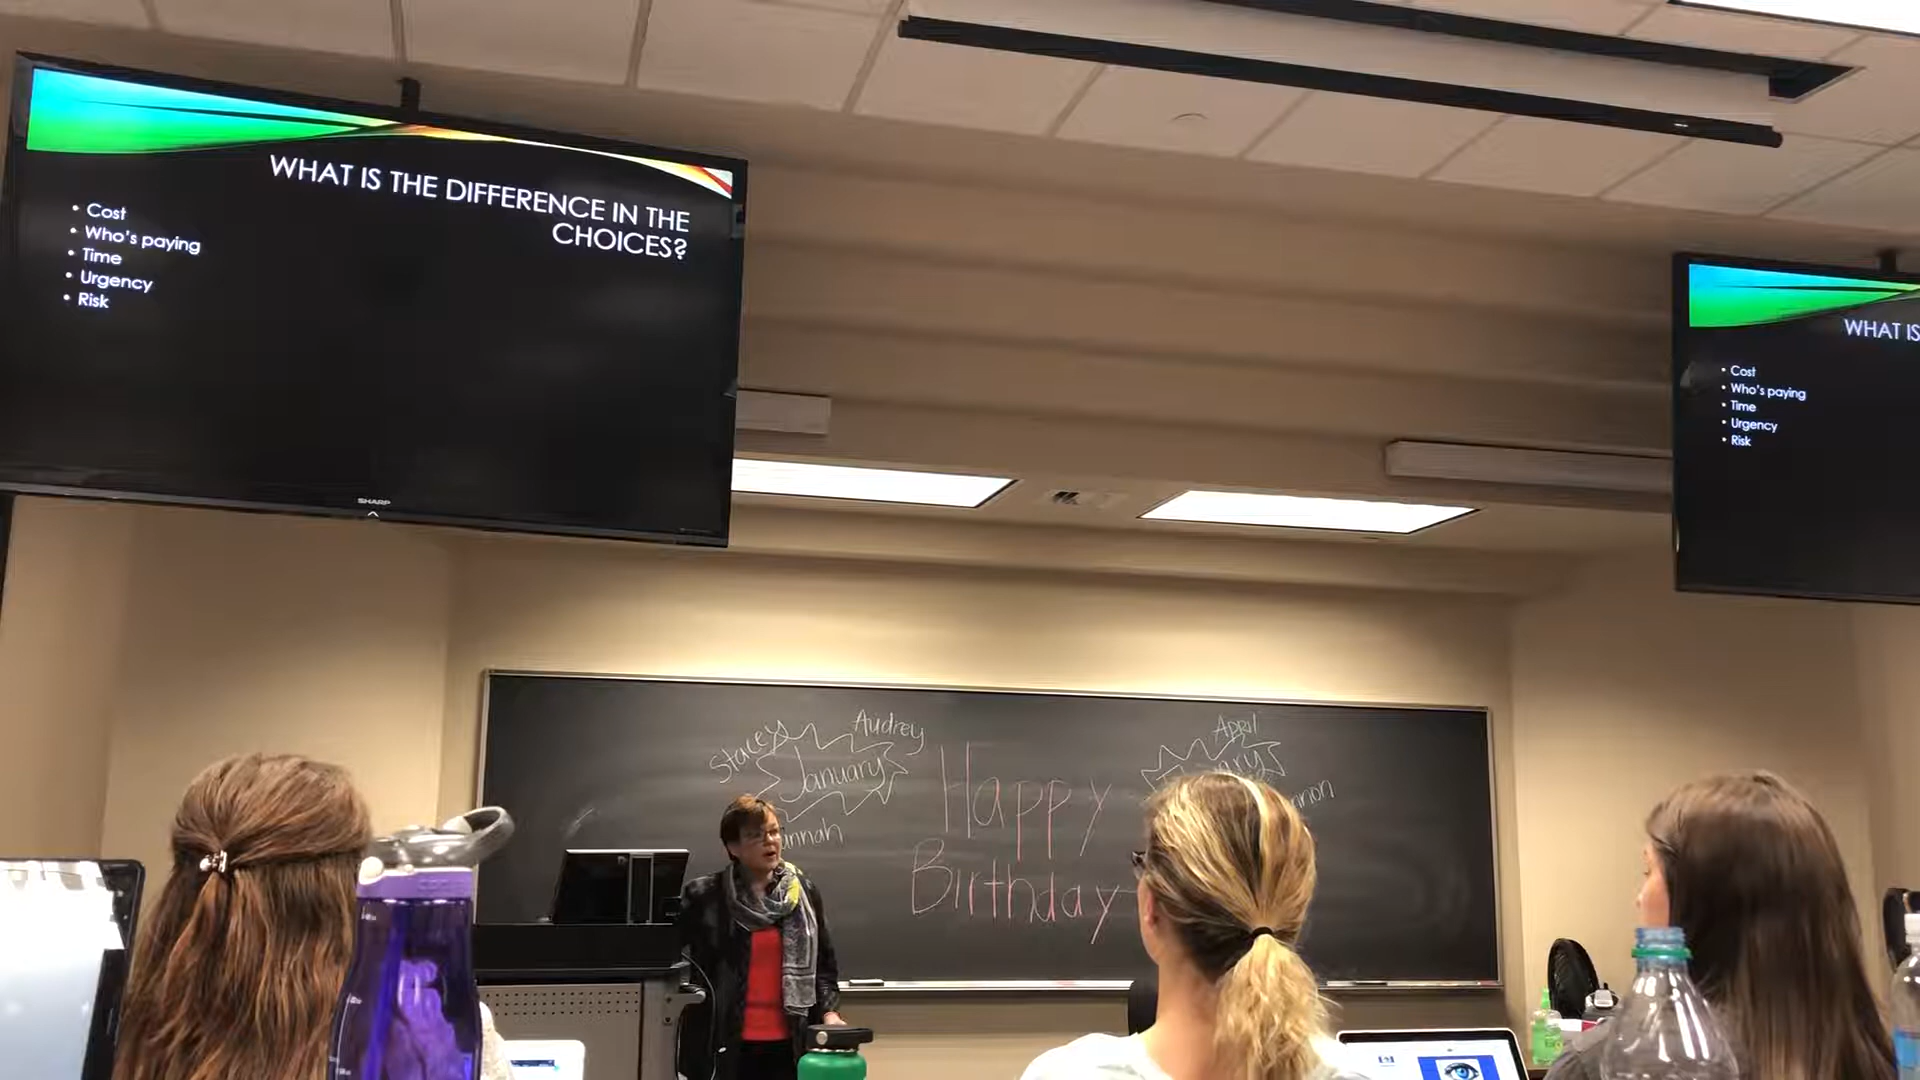 WHAT IS THE DIFFERENCE IN THE
CHOICES?
• Cost
• Who's paying
• Time
• Urgency
• Risk
SHARP
WHAT IS
• Cost
• Who's paying
• Time
• Urgency
• Risk
Stacey
Audrey
January
Happy
Birthday
April